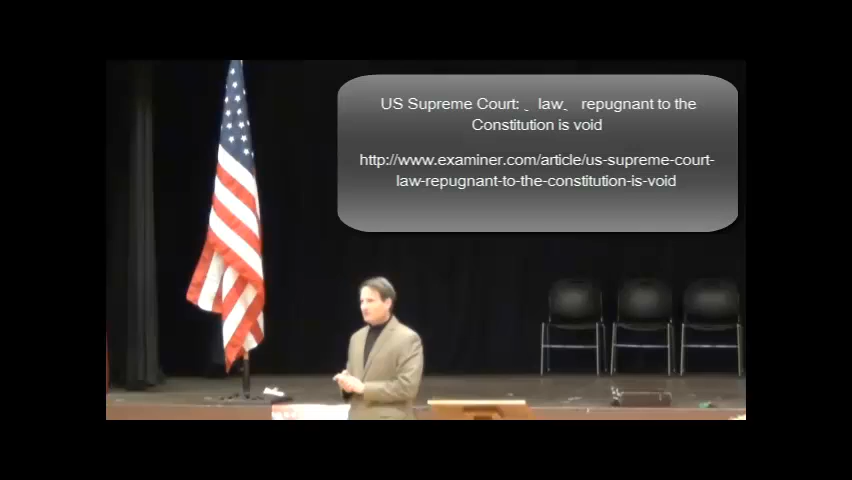 US Supreme Court: ˎ law˴ repugnant to the
Constitution is void
http://www.examiner.com/article/us-supreme-court-
law-repugnant-to-the-constitution-is-void